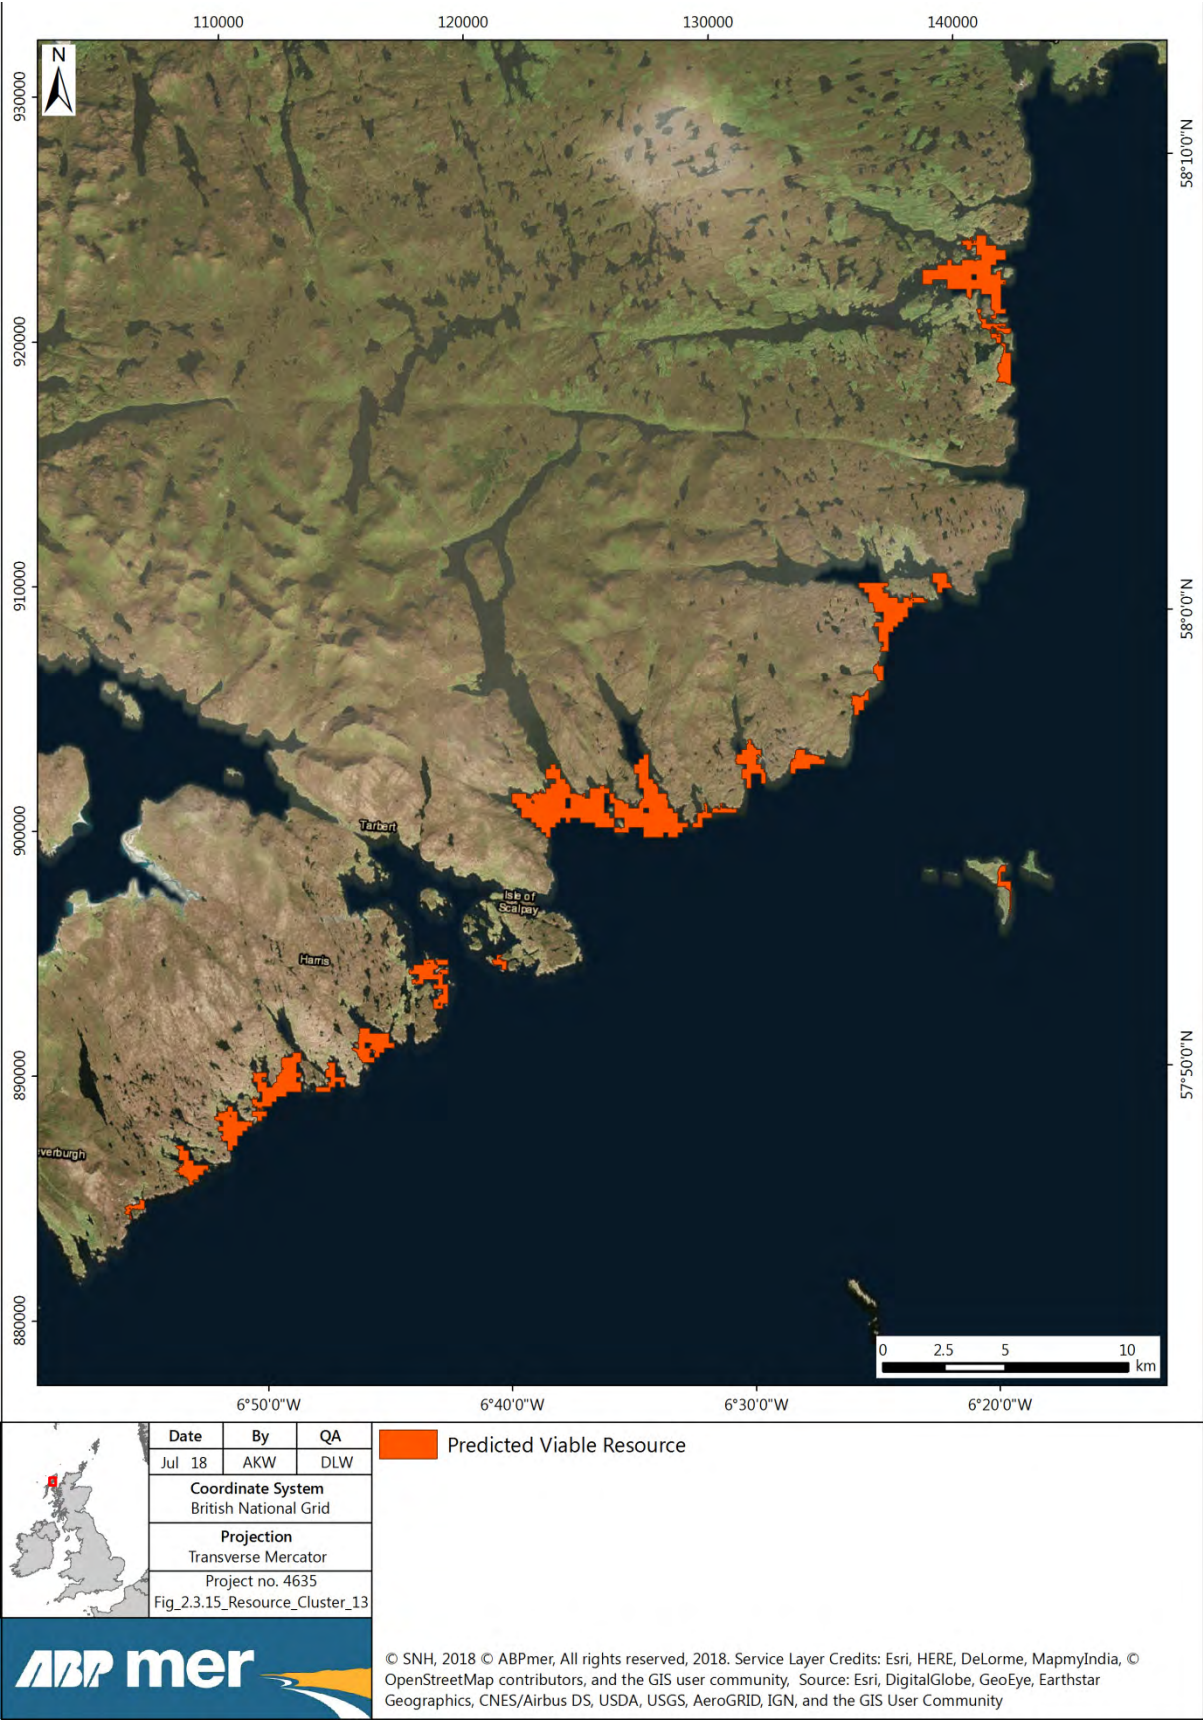 110000 120000 130000 140000
N
930000
920000
910000
900000
890000
880000
58°10'0"N
58°0'0"N
57°50'0"N
Tarbert
Isle of
Scalpay
Harris
verburgh
0 2.5 5 10
km
6°50'0"W 6°40'0"W 6°30'0"W 6°20'0"W
Date By QA
Jul 18 AKW DLW
Coordinate System
British National Grid
Projection
Transverse Mercator
Project no. 4635
Fig_2.3.15_Resource_Cluster_13
Predicted Viable Resource
ABP mer
© SNH, 2018 © ABPmer, All rights reserved, 2018. Service Layer Credits: Esri, HERE, DeLorme, MapmyIndia, ©
OpenStreetMap contributors, and the GIS user community, Source: Esri, DigitalGlobe, GeoEye, Earthstar
Geographics, CNES/Airbus DS, USDA, USGS, AeroGRID, IGN, and the GIS User Community